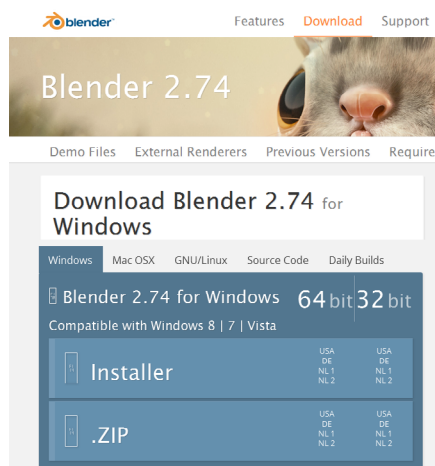 blender
Features Download Support
Blender 2.74
Demo Files External Renderers Previous Versions Require
Download Blender 2.74 for
Windows
Windows Mac OSX GNU/Linux Source Code Daily Builds
Blender 2.74 for Windows 64 bit 32 bit
Compatible with Windows 8 | 7 | Vista
Installer
USA USA
DE DE
NL 1 NL 1
NL 2 NL 2
.ZIP
USA USA
DE DE
NL 1 NL 1
NL 2 NL 2